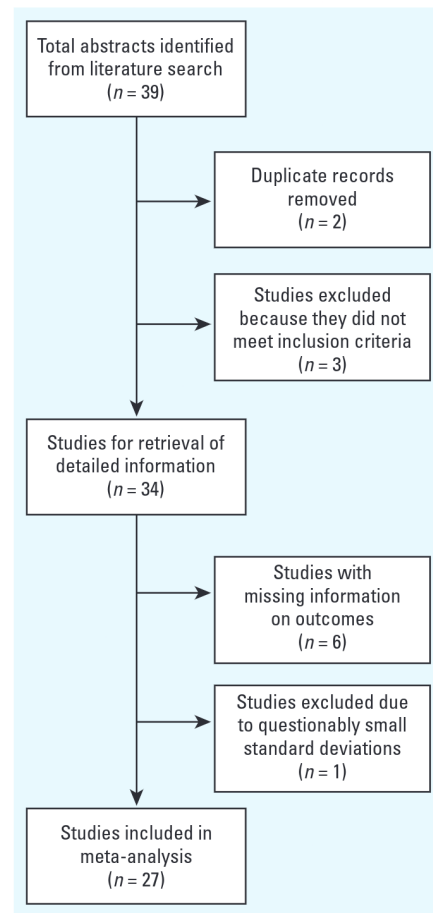 Total abstracts identified
from literature search
(n = 39)
Duplicate records
removed
(n = 2)
Studies excluded
because they did not
meet inclusion criteria
(n = 3)
Studies for retrieval of
detailed information
(n = 34)
Studies with
missing information
on outcomes
(n = 6)
Studies excluded due
to questionably small
standard deviations
(n = 1)
Studies included in
meta-analysis
(n = 27)